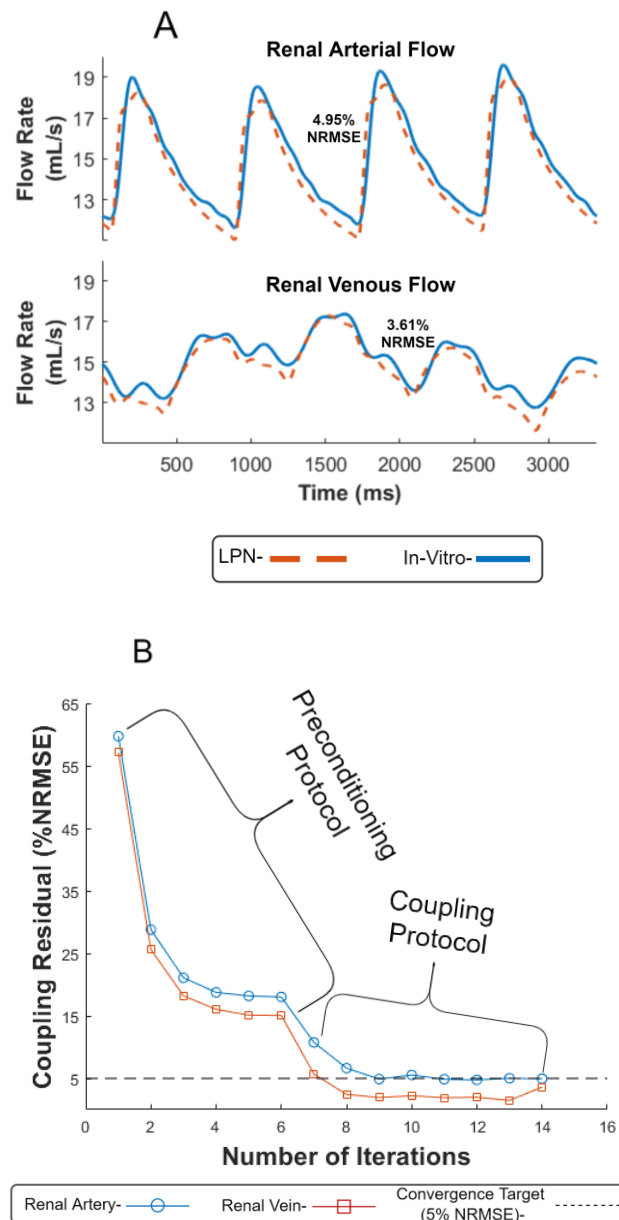 A
Renal Arterial Flow
Flow Rate
(mL/s)
19
17
15
13
4.95%
NRMSE
Renal Venous Flow
Flow Rate
(mL/s)
19
17
15
13
3.61%
NRMSE
500 1000 1500 2000 2500 3000
Time (ms)
LPN- In-Vitro-
B
Coupling Residual (%NRMSE)
65
55
45
35
25
15
5
Preconditioning
Protocol
Coupling
Protocol
0 2 4 6 8 10 12 14 16
Number of Iterations
Renal Artery- Renal Vein- Convergence Target
(5% NRMSE)-